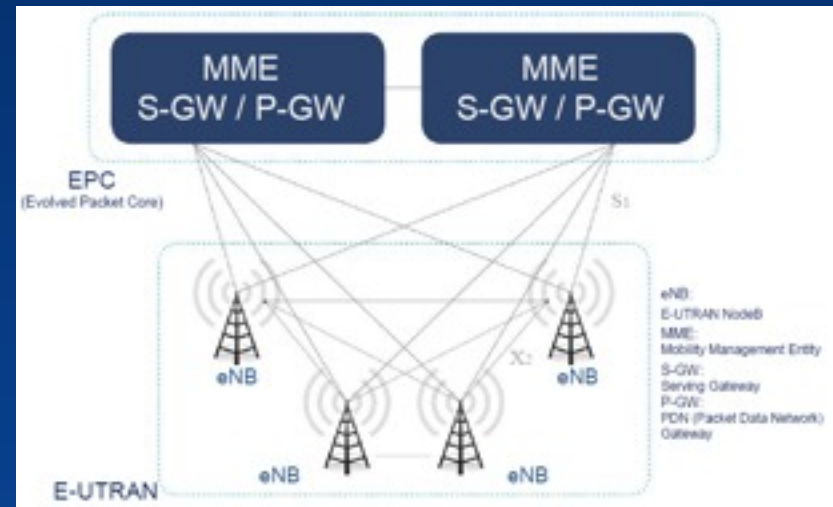 MME
S-GW / P-GW
MME
S-GW / P-GW
EPC
(Evolved Packet Core)
S1
eNB:
E-UTRAN NodeB
MME:
Mobility Management Entity
S-GW:
Serving Gateway
P-GW:
PDN (Packet Data Network)
Gateway
X2
eNB
eNB
eNB
eNB
E-UTRAN